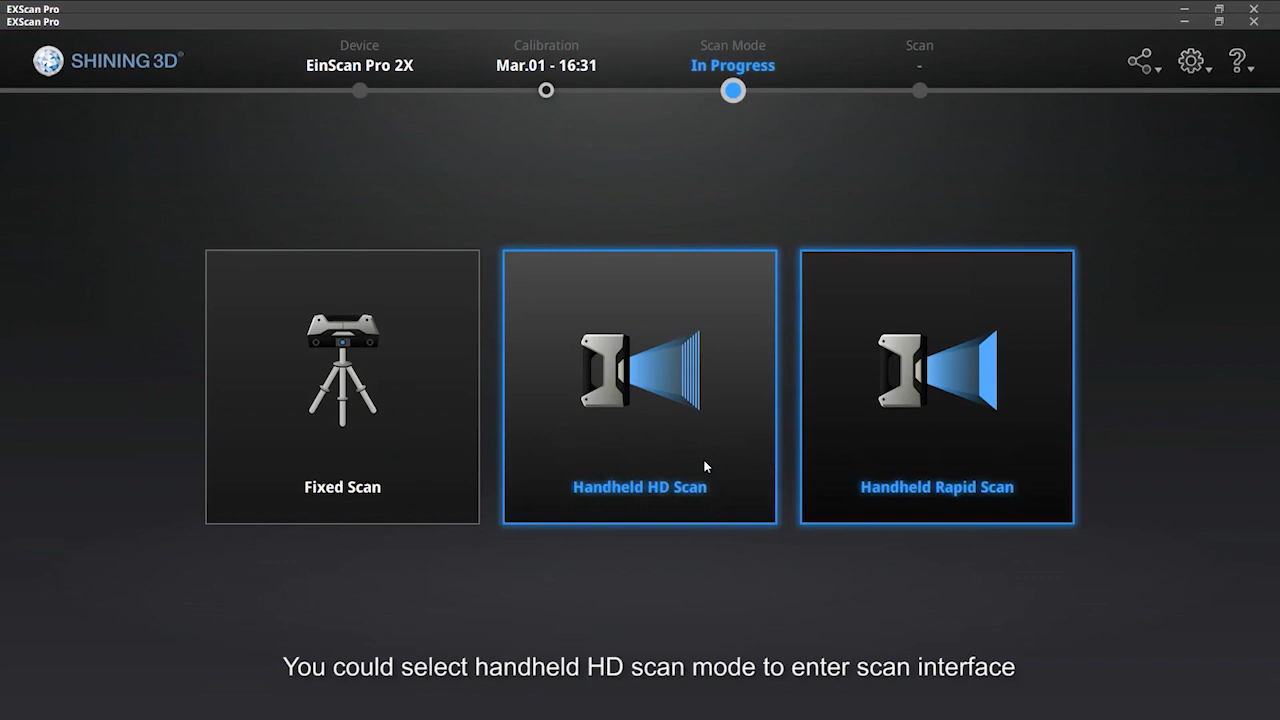 EXScan Pro
EXScan Pro
SHINING 3D®
Device
EinScan Pro 2X
Calibration
Mar.01 - 16:31
Scan Mode
In Progress
Scan
-
Fixed Scan
Handheld HD Scan
Handheld Rapid Scan
You could select handheld HD scan mode to enter scan interface